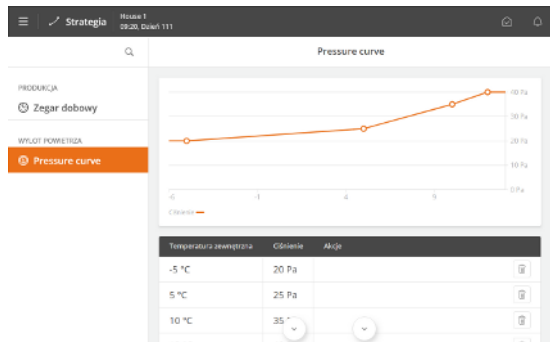 Strategia
House 1
09:20, Dzień 111
Pressure curve
PRODUKCJA
Zegar dobowy
WYLOT POWIETRZA
Pressure curve
40 Pa
30 Pa
20 Pa
10 Pa
0 Pa
-6 -1 4 9
Ciśnienie
Temperatura zewnętrzna Ciśnienie Akcje
-5 °C 20 Pa
5 °C 25 Pa
10 °C 35